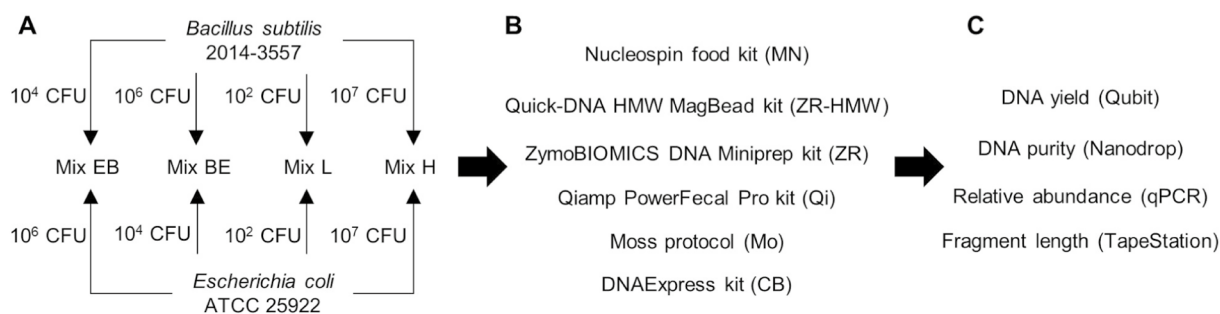 A
Bacillus subtilis
2014-3557
10⁴ CFU
10⁶ CFU
10² CFU
10⁷ CFU
Mix EB
Mix BE
Mix L
Mix H
10⁶ CFU
10⁴ CFU
10² CFU
10⁷ CFU
Escherichia coli
ATCC 25922
B
Nucleospin food kit (MN)
Quick-DNA HMW MagBead kit (ZR-HMW)
ZymoBIOMICS DNA Miniprep kit (ZR)
Qiamp PowerFecal Pro kit (Qi)
Moss protocol (Mo)
DNAExpress kit (CB)
C
DNA yield (Qubit)
DNA purity (Nanodrop)
Relative abundance (qPCR)
Fragment length (TapeStation)